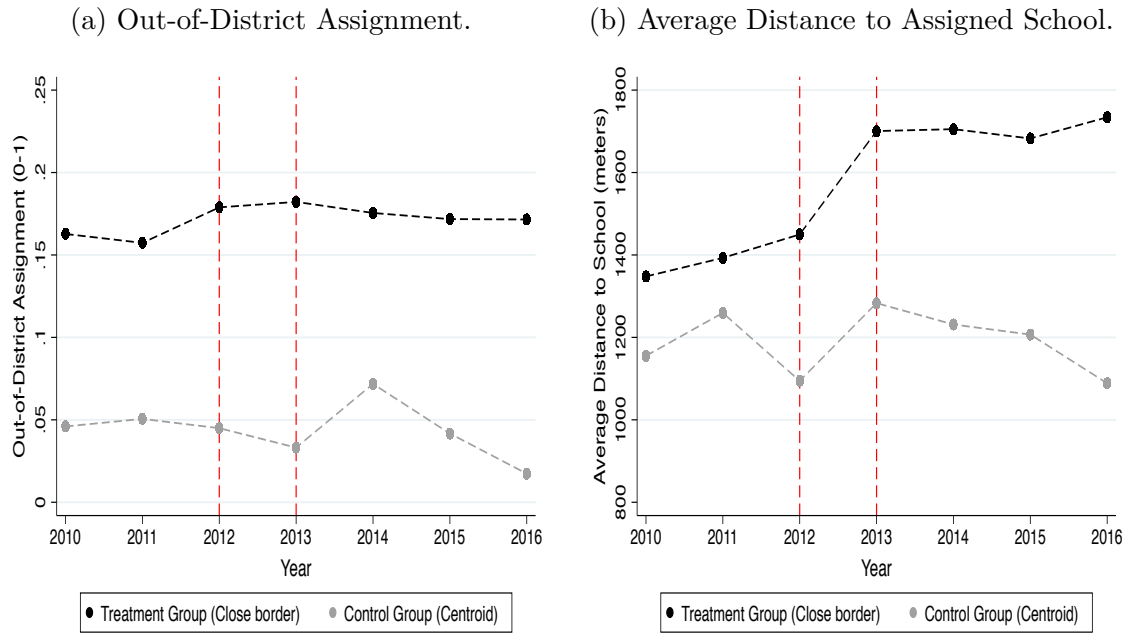 (a) Out-of-District Assignment.
Out-of-District Assignment (0-1)
.25
.2
.15
.1
.05
0
2010 2011 2012 2013 2014 2015 2016
Year
Treatment Group (Close border) Control Group (Centroid)
(b) Average Distance to Assigned School.
Average Distance to School (meters)
1800
1600
1400
1200
1000
800
2010 2011 2012 2013 2014 2015 2016
Year
Treatment Group (Close border) Control Group (Centroid)